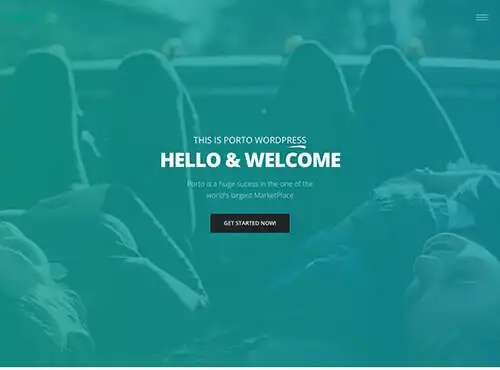 THIS IS PORTO WORDPRESS
HELLO & WELCOME
Porto is a huge sucess in the one of the
world's largest MarketPlace
GET STARTED NOW!